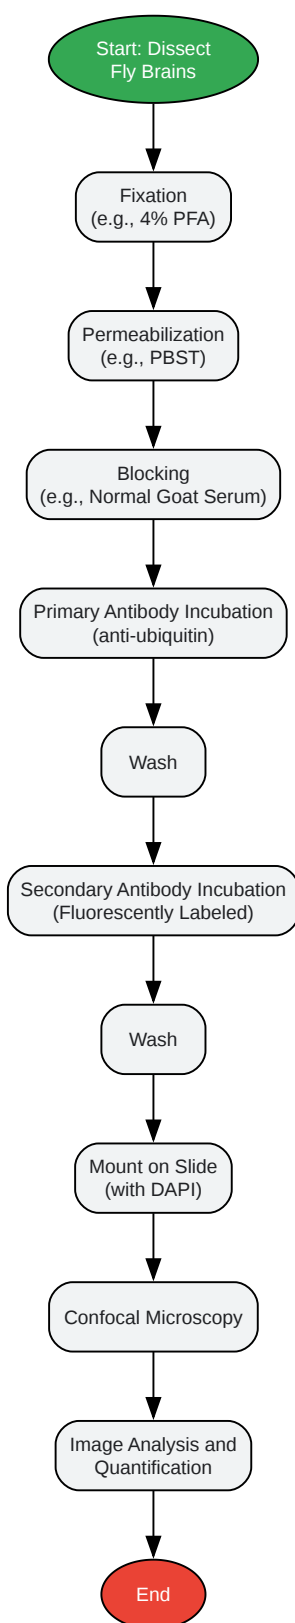 Start: Dissect
Fly Brains
Fixation
(e.g., 4% PFA)
Permeabilization
(e.g., PBST)
Blocking
(e.g., Normal Goat Serum)
Primary Antibody Incubation
(anti-ubiquitin)
Wash
Secondary Antibody Incubation
(Fluorescently Labeled)
Wash
Mount on Slide
(with DAPI)
Confocal Microscopy
Image Analysis and
Quantification
End